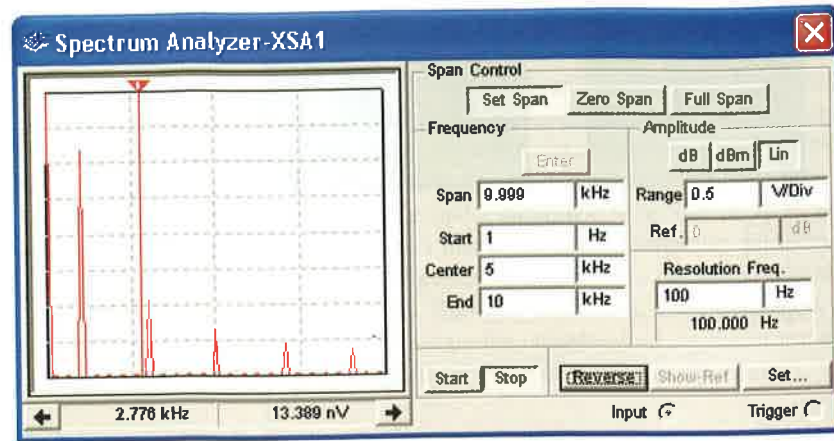 Spectrum Analyzer-XSA1
Span Control
Set Span Zero Span Full Span
Frequency
Enter
Span 9.999 kHz
Start 1 Hz
Center 5 kHz
End 10 kHz
Amplitude
dB dBm Lin
Range 0.5 V/Div
Ref. 0 dB
Resolution Freq.
100 Hz
100.000 Hz
Start Stop
Reverse Show-Ref Set...
2.776 kHz 13.389 nV
Input Trigger